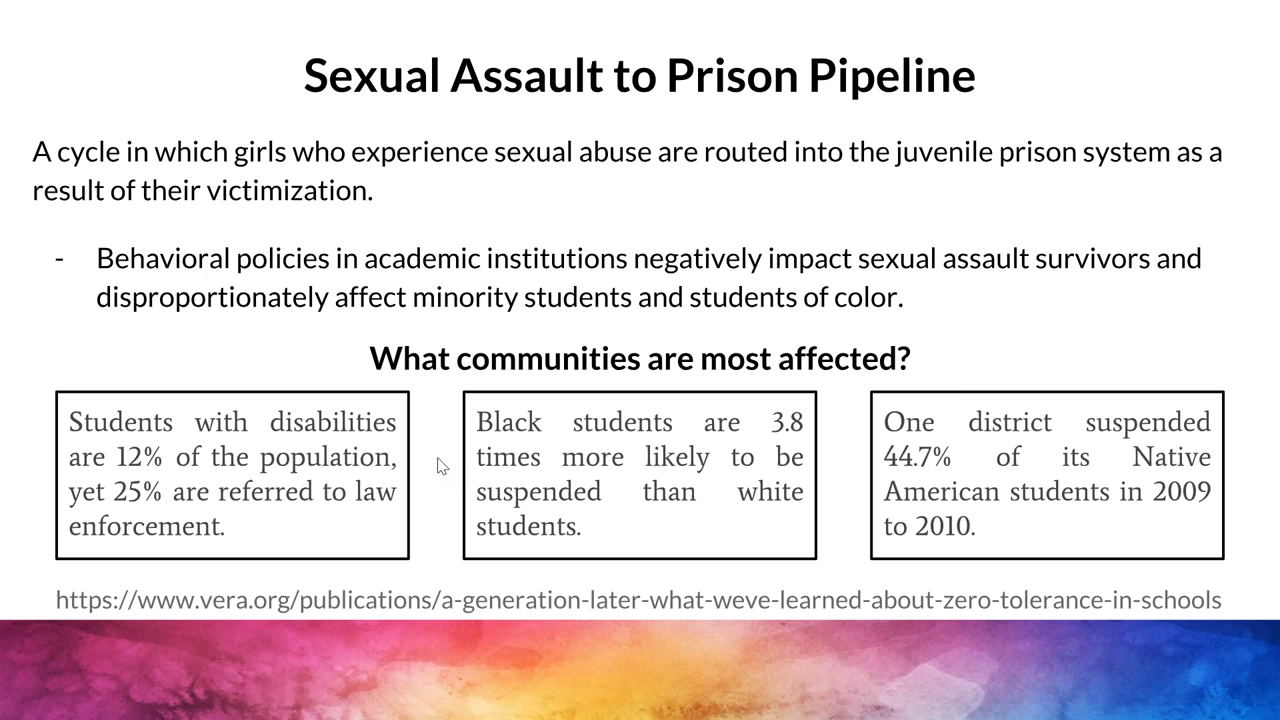 Sexual Assault to Prison Pipeline
A cycle in which girls who experience sexual abuse are routed into the juvenile prison system as a
result of their victimization.
- Behavioral policies in academic institutions negatively impact sexual assault survivors and
disproportionately affect minority students and students of color.
What communities are most affected?
Students with disabilities
are 12% of the population,
yet 25% are referred to law
enforcement.
Black students are 3.8
times more likely to be
suspended than white
students.
One district suspended
44.7% of its Native
American students in 2009
to 2010.
https://www.vera.org/publications/a-generation-later-what-weve-learned-about-zero-tolerance-in-schools